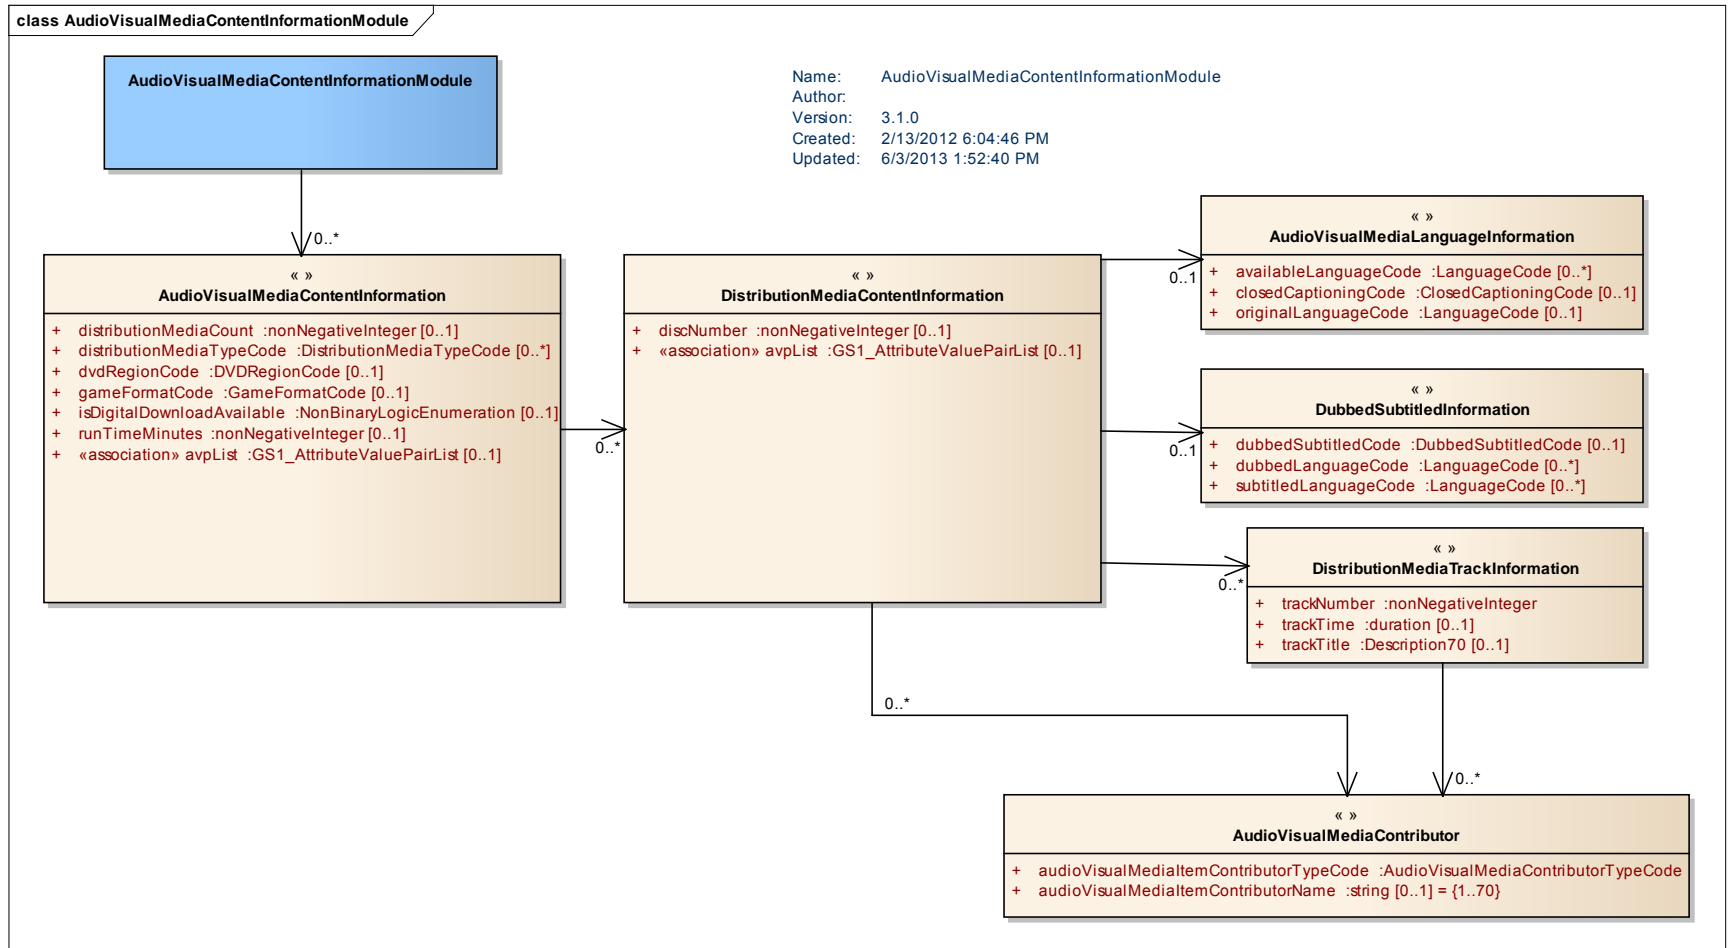 class AudioVisualMediaContentInformationModule
AudioVisualMediaContentInformationModule
Name: AudioVisualMediaContentInformationModule
Author:
Version: 3.1.0
Created: 2/13/2012 6:04:46 PM
Updated: 6/3/2013 1:52:40 PM
0..*
« »
AudioVisualMediaContentInformation
+ distributionMediaCount :nonNegativeInteger [0..1]
+ distributionMediaTypeCode :DistributionMediaTypeCode [0..*]
+ dvdRegionCode :DVDRegionCode [0..1]
+ gameFormatCode :GameFormatCode [0..1]
+ isDigitalDownloadAvailable :NonBinaryLogicEnumeration [0..1]
+ runTimeMinutes :nonNegativeInteger [0..1]
+ «association» avpList :GS1_AttributeValuePairList [0..1]
0..*
« »
DistributionMediaContentInformation
+ discNumber :nonNegativeInteger [0..1]
+ «association» avpList :GS1_AttributeValuePairList [0..1]
0..1
« »
AudioVisualMediaLanguageInformation
+ availableLanguageCode :LanguageCode [0..*]
+ closedCaptioningCode :ClosedCaptioningCode [0..1]
+ originalLanguageCode :LanguageCode [0..1]
0..1
« »
DubbedSubtitledInformation
+ dubbedSubtitledCode :DubbedSubtitledCode [0..1]
+ dubbedLanguageCode :LanguageCode [0..*]
+ subtitledLanguageCode :LanguageCode [0..*]
0..*
« »
DistributionMediaTrackInformation
+ trackNumber :nonNegativeInteger
+ trackTime :duration [0..1]
+ trackTitle :Description70 [0..1]
0..*
0..*
« »
AudioVisualMediaContributor
+ audioVisualMediaItemContributorTypeCode :AudioVisualMediaContributorTypeCode
+ audioVisualMediaItemContributorName :string [0..1] = {1..70}